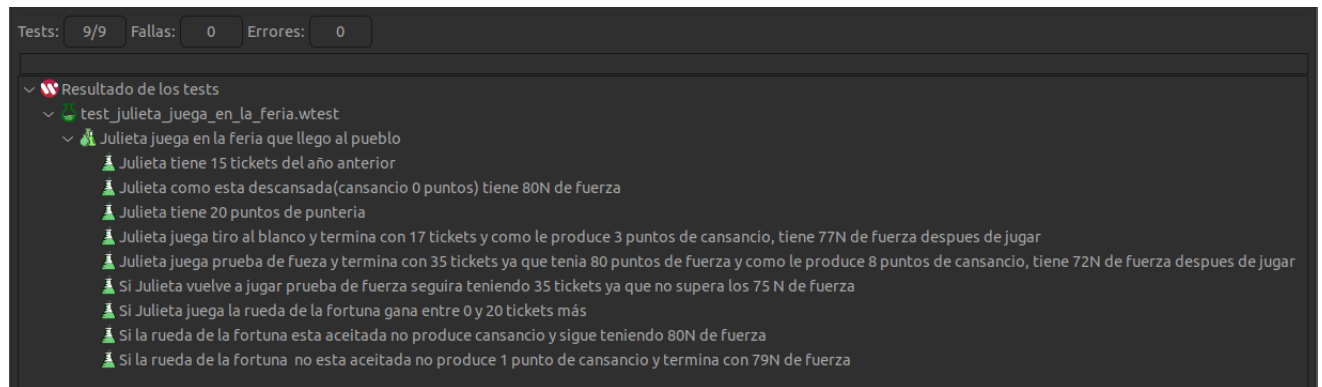 Tests: 9/9 Fallas: 0 Errores: 0
Resultado de los tests
test_julieta_juega_en_la_feria.wtest
Julieta juega en la feria que llego al pueblo
Julieta tiene 15 tickets del año anterior
Julieta como esta descansada(cansancio 0 puntos) tiene 80N de fuerza
Julieta tiene 20 puntos de punteria
Julieta juega tiro al blanco y termina con 17 tickets y como le produce 3 puntos de cansancio, tiene 77N de fuerza despues de jugar
Julieta juega prueba de fueza y termina con 35 tickets ya que tenia 80 puntos de fuerza y como le produce 8 puntos de cansancio, tiene 72N de fuerza despues de jugar
Si Julieta vuelve a jugar prueba de fuerza seguira teniendo 35 tickets ya que no supera los 75 N de fuerza
Si Julieta juega la rueda de la fortuna gana entre 0 y 20 tickets más
Si la rueda de la fortuna esta aceitada no produce cansancio y sigue teniendo 80N de fuerza
Si la rueda de la fortuna  no esta aceitada no produce 1 punto de cansancio y termina con 79N de fuerza